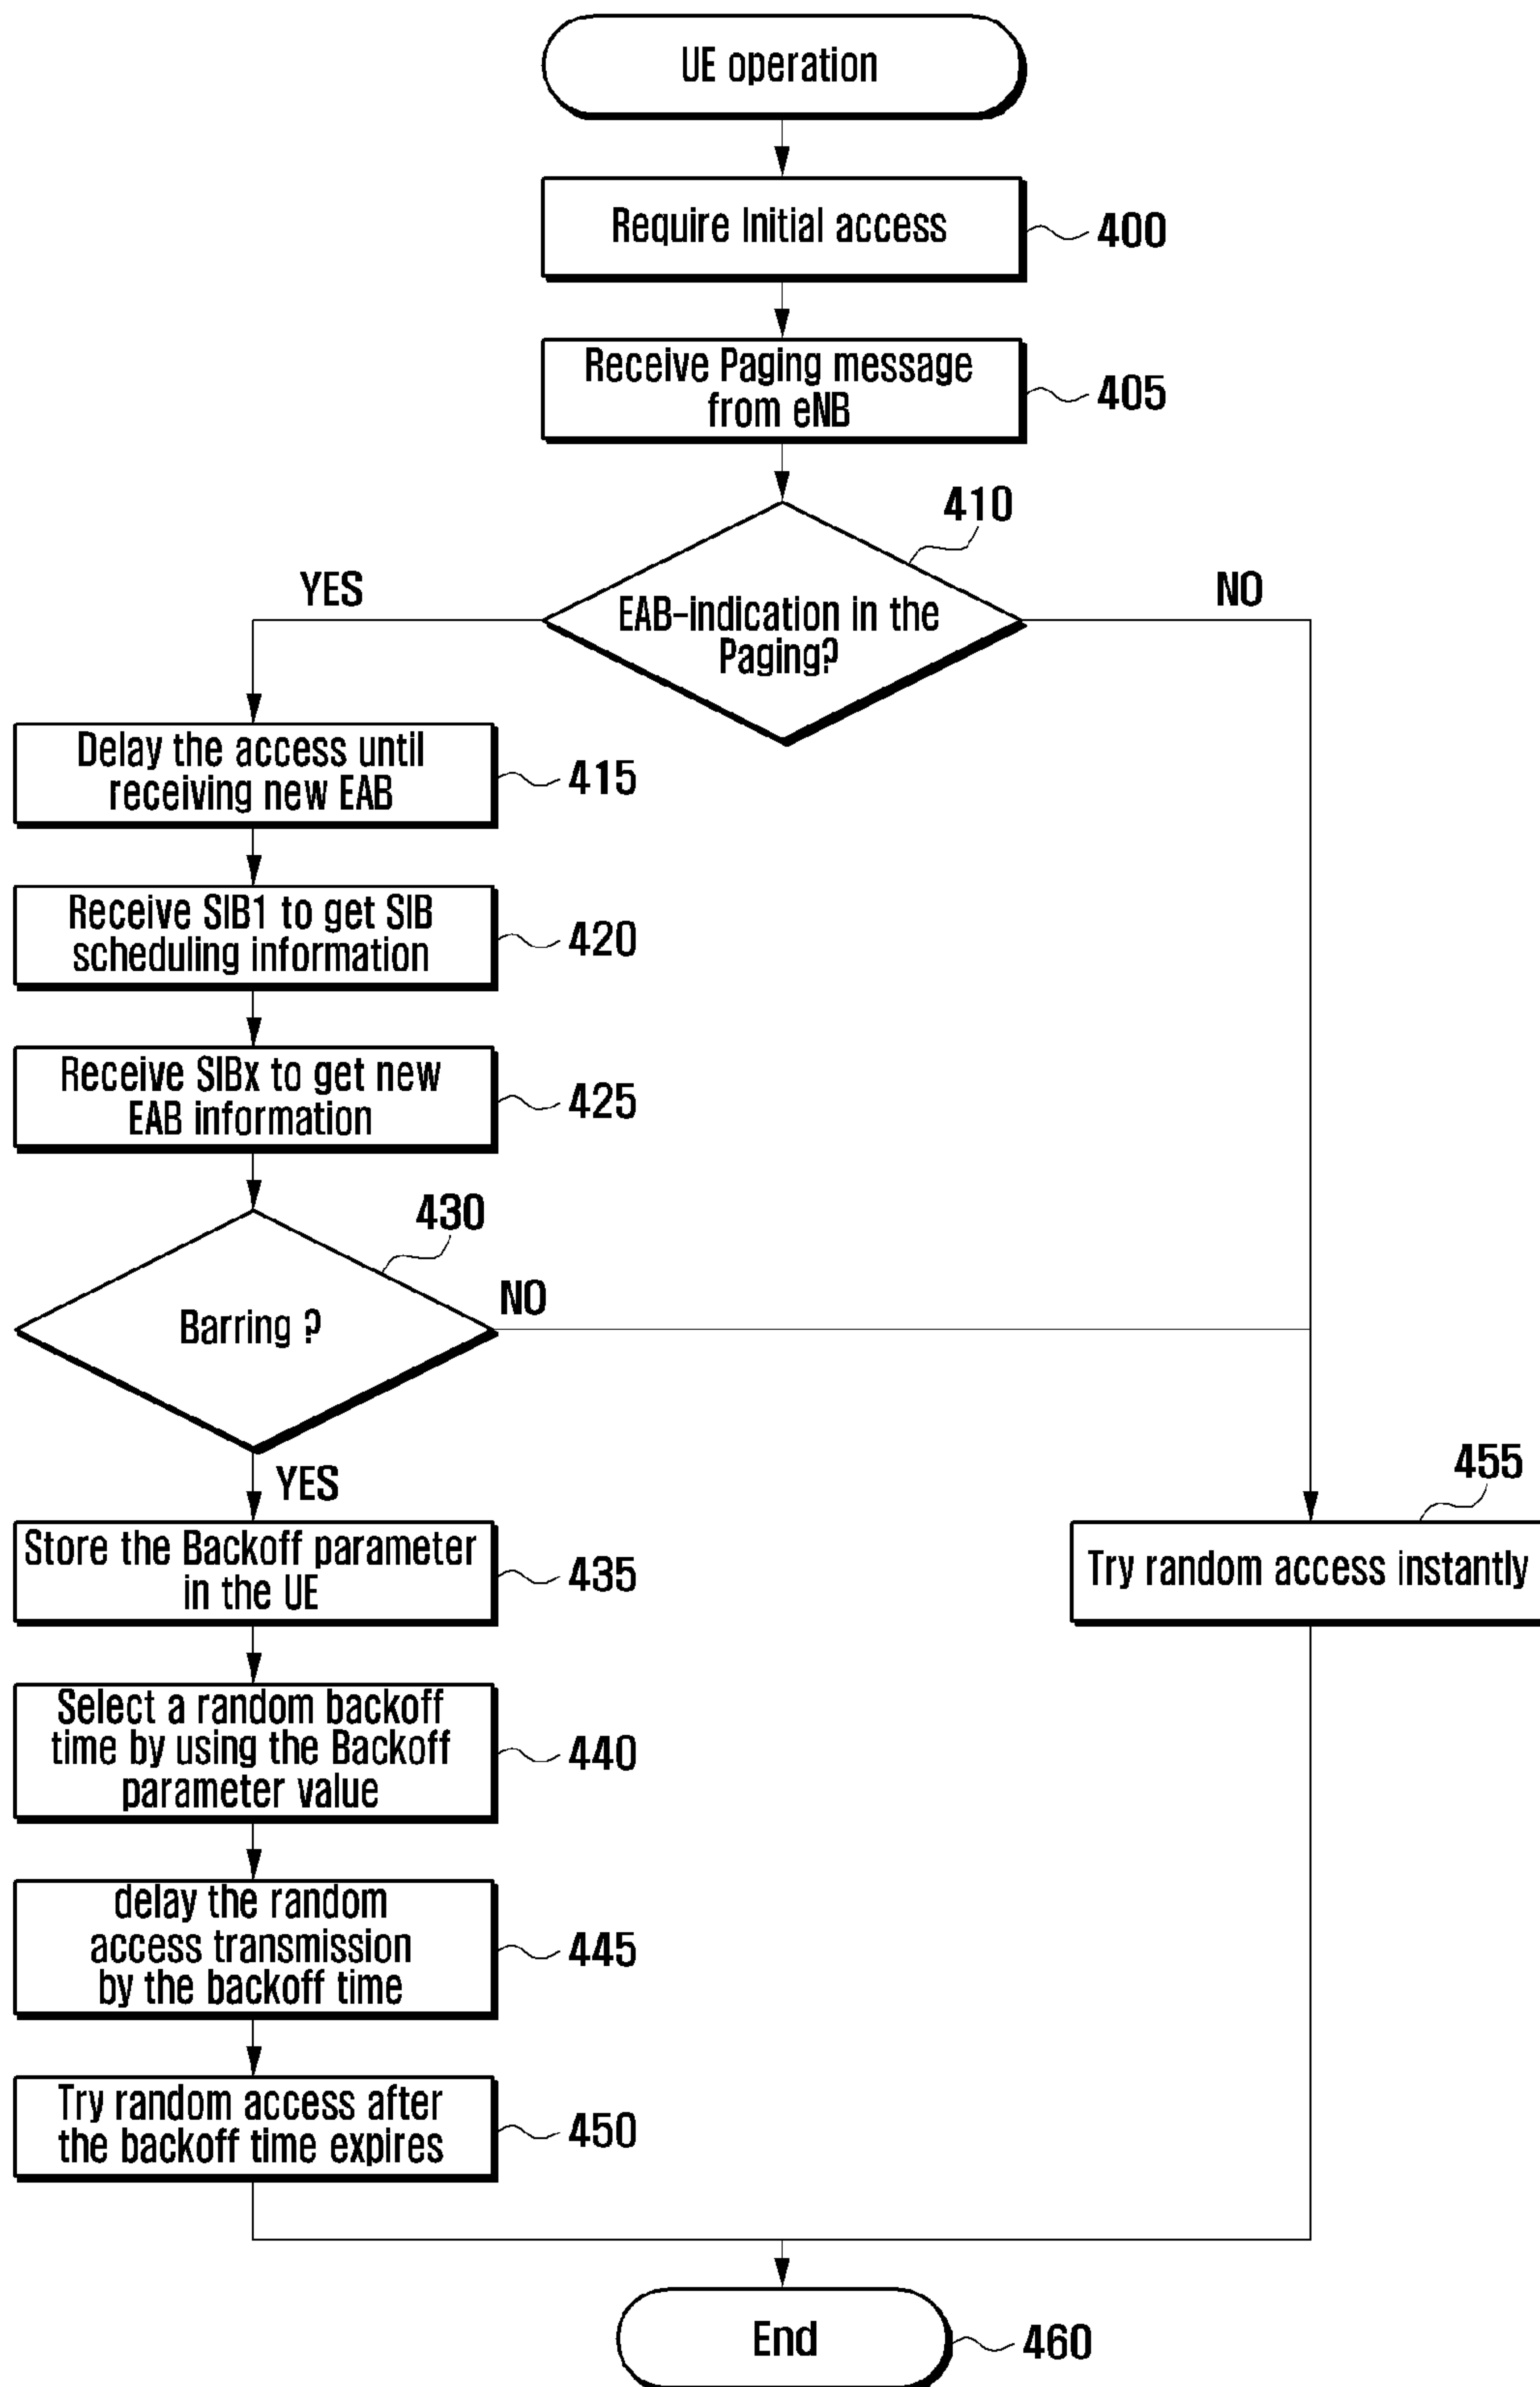 UE operation
Require Initial access
400
Receive Paging message
from eNB
405
410
YES
EAB-indication in the
Paging?
NO
Delay the access until
receiving new EAB
415
Receive SIB1 to get SIB
scheduling information
420
Receive SIBx to get new
EAB information
425
430
Barring ?
NO
YES
455
Store the Backoff parameter
in the UE
435
Try random access instantly
Select a random backoff
time by using the Backoff
parameter value
440
delay the random
access transmission
by the backoff time
445
Try random access after
the backoff time expires
450
End
460